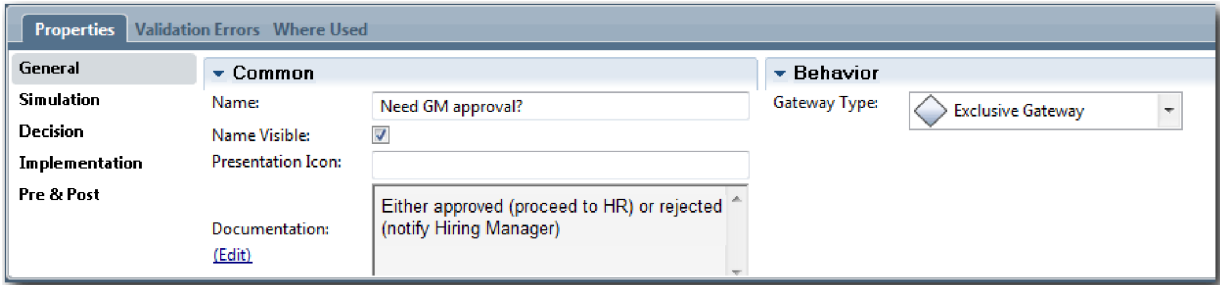 Properties Validation Errors Where Used
General
Simulation
Decision
Implementation
Pre & Post
Common
Name: Need GM approval?
Name Visible:
Presentation Icon:
Documentation:
(Edit)
Either approved (proceed to HR) or rejected
(notify Hiring Manager)
Behavior
Gateway Type: Exclusive Gateway